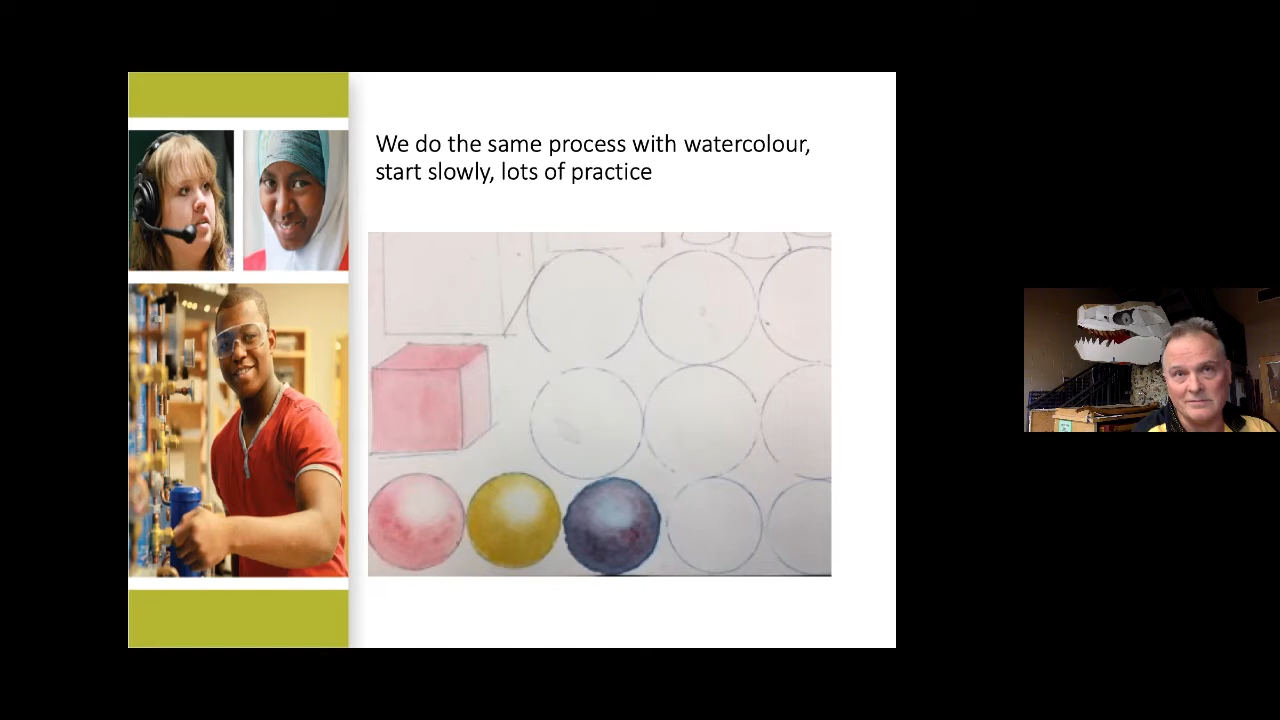 We do the same process with watercolour,
start slowly, lots of practice